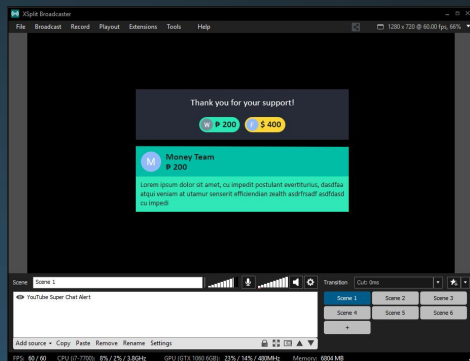 XSplit Broadcaster
File Broadcast Record Playout Extensions Tools Help 1280 x 720 @ 60.00 fps, 66%
Thank you for your support!
W ₱ 200 $ 400
M Money Team
₱ 200
Lorem ipsum dolor sit amet, cu impedit postulant evertiturius, dasdfaa
atqui veniam at utamur senserit efficiendian zealth asdrfrsadf asdfdasd
cu impedi
Scene Scene 1 Transition Cut: 0ms
YouTube Super Chat Alert
Scene 1 Scene 2 Scene 3
Scene 4 Scene 5 Scene 6
+
Add source Copy Paste Remove Rename Settings
FPS: 60 / 60 CPU (i7-7700): 8% / 2% / 3.8GHz GPU (GTX 1060 6GB): 23% / 14% / 480MHz Memory: 6804 MB